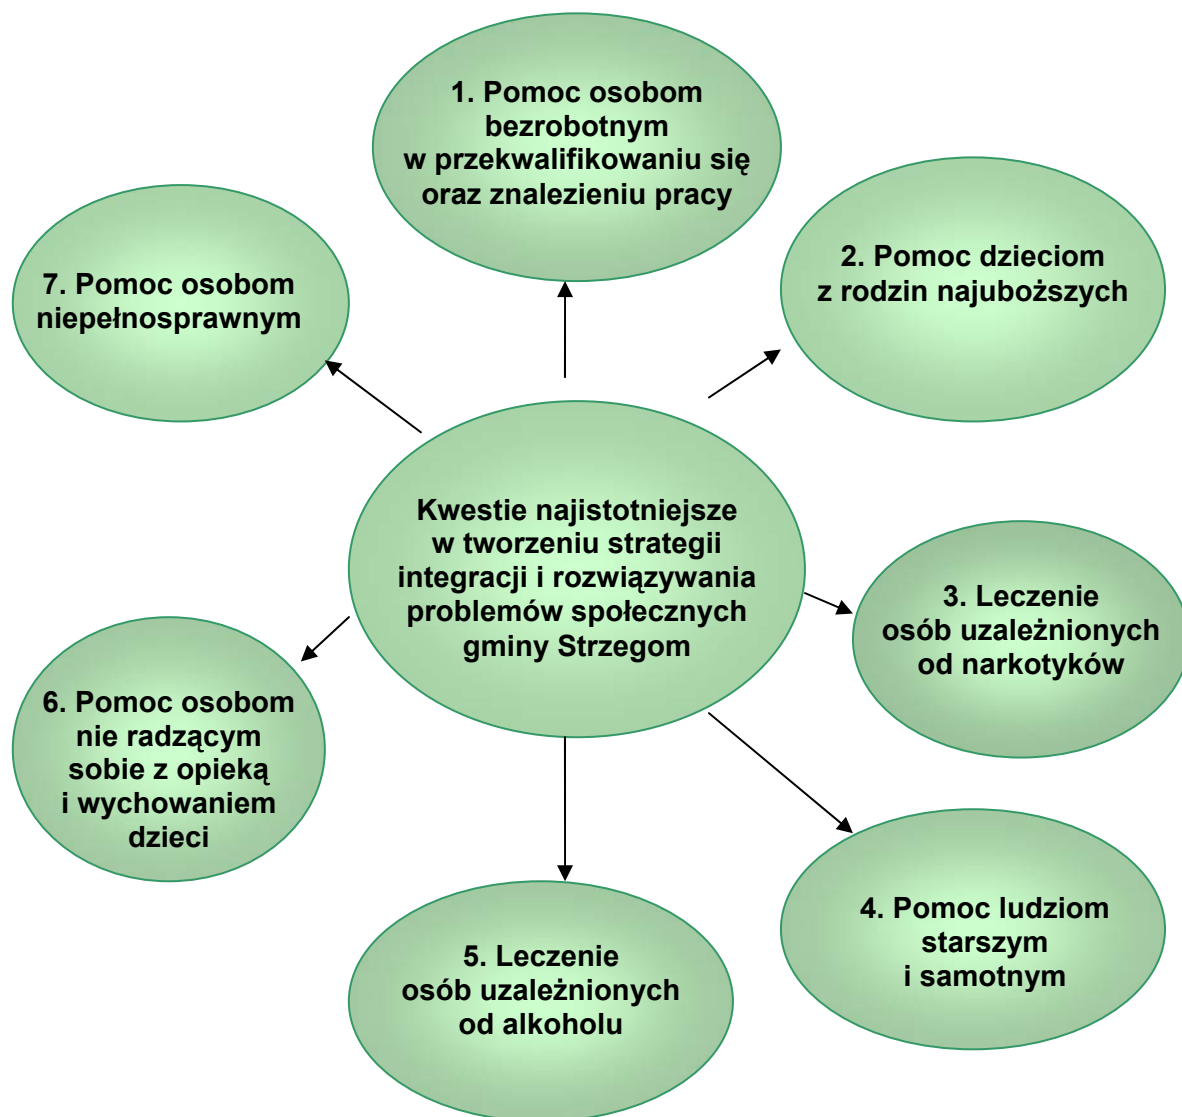 1. Pomoc osobom
bezrobotnym
w przekwalifikowaniu się
oraz znalezieniu pracy
2. Pomoc dzieciom
z rodzin najuboższych
7. Pomoc osobom
niepełnosprawnym
Kwestie najistotniejsze
w tworzeniu strategii
integracji i rozwiązywania
problemów społecznych
gminy Strzegom
3. Leczenie
osób uzależnionych
od narkotyków
6. Pomoc osobom
nie radzącym
sobie z opieką
i wychowaniem
dzieci
4. Pomoc ludziom
starszym
i samotnym
5. Leczenie
osób uzależnionych
od alkoholu